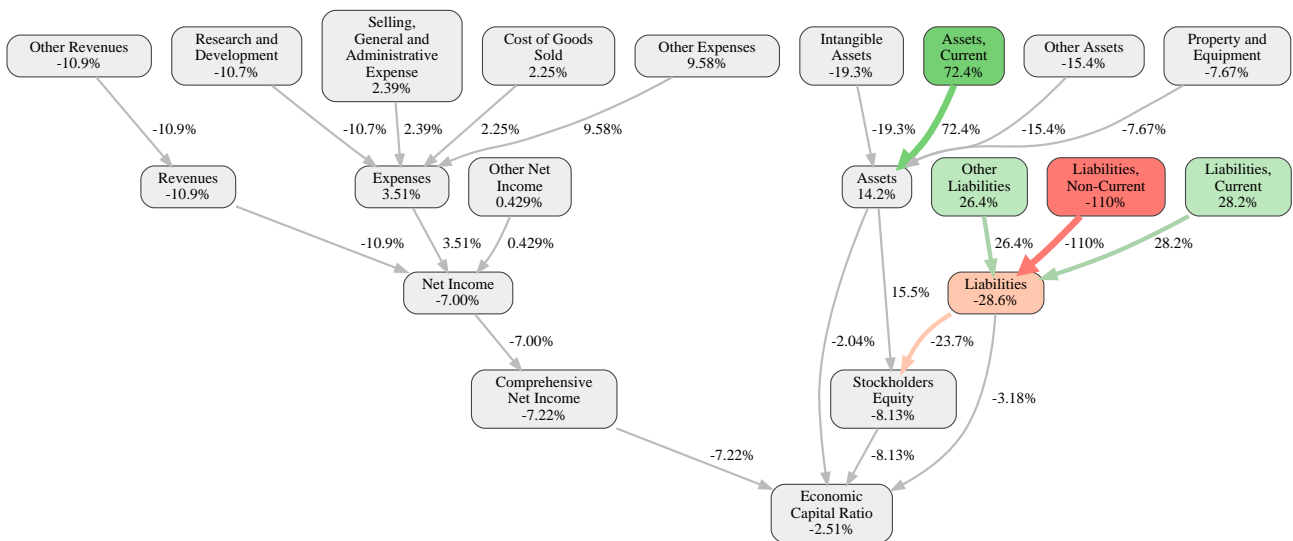 Other Revenues
-10.9%
Research and
Development
-10.7%
Selling,
General and
Administrative
Expense
2.39%
Cost of Goods
Sold
2.25%
Other Expenses
9.58%
Intangible
Assets
-19.3%
Assets,
Current
72.4%
Other Assets
-15.4%
Property and
Equipment
-7.67%
-10.9%
-10.7%
2.39%
2.25%
9.58%
-19.3%
72.4%
-15.4%
-7.67%
Revenues
-10.9%
Expenses
3.51%
Other Net
Income
0.429%
Assets
14.2%
Other
Liabilities
26.4%
Liabilities,
Non-Current
-110%
Liabilities,
Current
28.2%
-10.9%
3.51%
0.429%
26.4%
-110%
28.2%
Net Income
-7.00%
15.5%
Liabilities
-28.6%
-7.00%
-2.04%
-23.7%
Comprehensive
Net Income
-7.22%
Stockholders
Equity
-8.13%
-3.18%
-7.22%
-8.13%
Economic
Capital Ratio
-2.51%